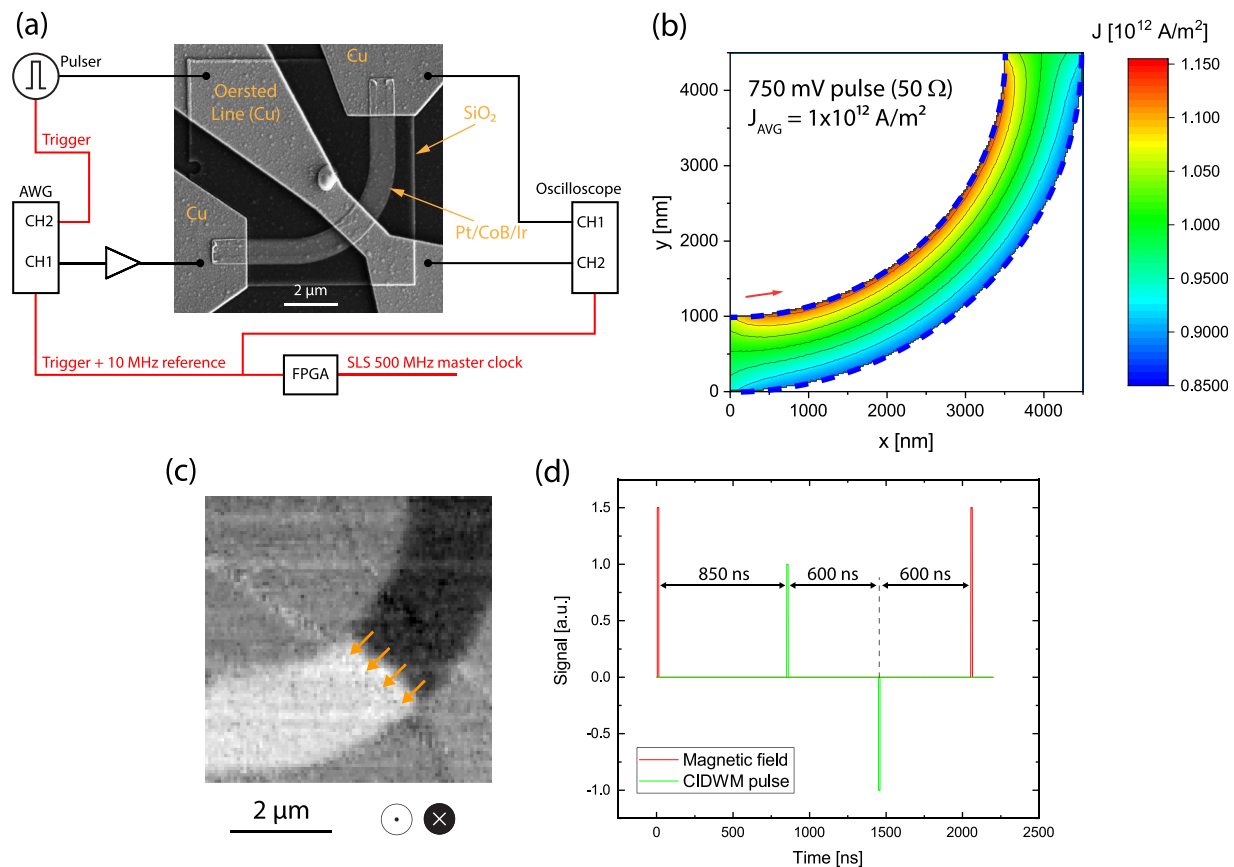 (a)
Pulser
Trigger
AWG
CH2
CH1
Cu
Oersted
Line (Cu)
Cu
SiO₂
Pt/CoB/Ir
2 μm
Oscilloscope
CH1
CH2
Trigger + 10 MHz reference
FPGA
SLS 500 MHz master clock
(b)
J [10¹² A/m²]
750 mV pulse (50 Ω)
J_AVG = 1x10¹² A/m²
y [nm]
4000
3000
2000
1000
0
0
1000
2000
3000
4000
x [nm]
1.150
1.100
1.050
1.000
0.9500
0.9000
0.8500
(c)
2 μm
(d)
Signal [a.u.]
1.5
1.0
0.5
0.0
-0.5
-1.0
850 ns
600 ns
600 ns
Magnetic field
CIDWM pulse
0
500
1000
1500
2000
2500
Time [ns]